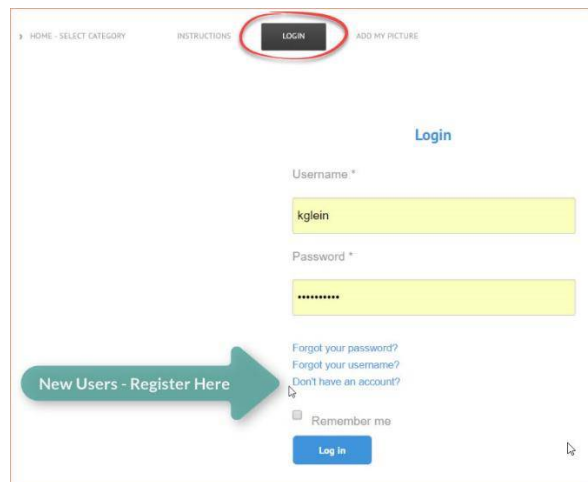 › HOME - SELECT CATEGORY INSTRUCTIONS LOGIN ADD MY PICTURE
Login
Username *
kglein
Password *
••••••••••
Forgot your password?
Forgot your username?
New Users - Register Here Don't have an account?
Remember me
Log in